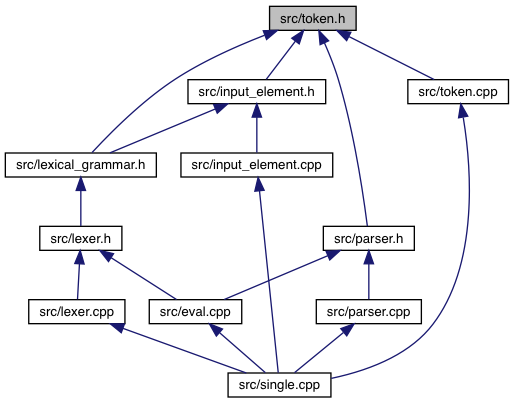 src/token.h
src/input_element.h
src/token.cpp
src/lexical_grammar.h
src/input_element.cpp
src/lexer.h
src/parser.h
src/lexer.cpp
src/eval.cpp
src/parser.cpp
src/single.cpp